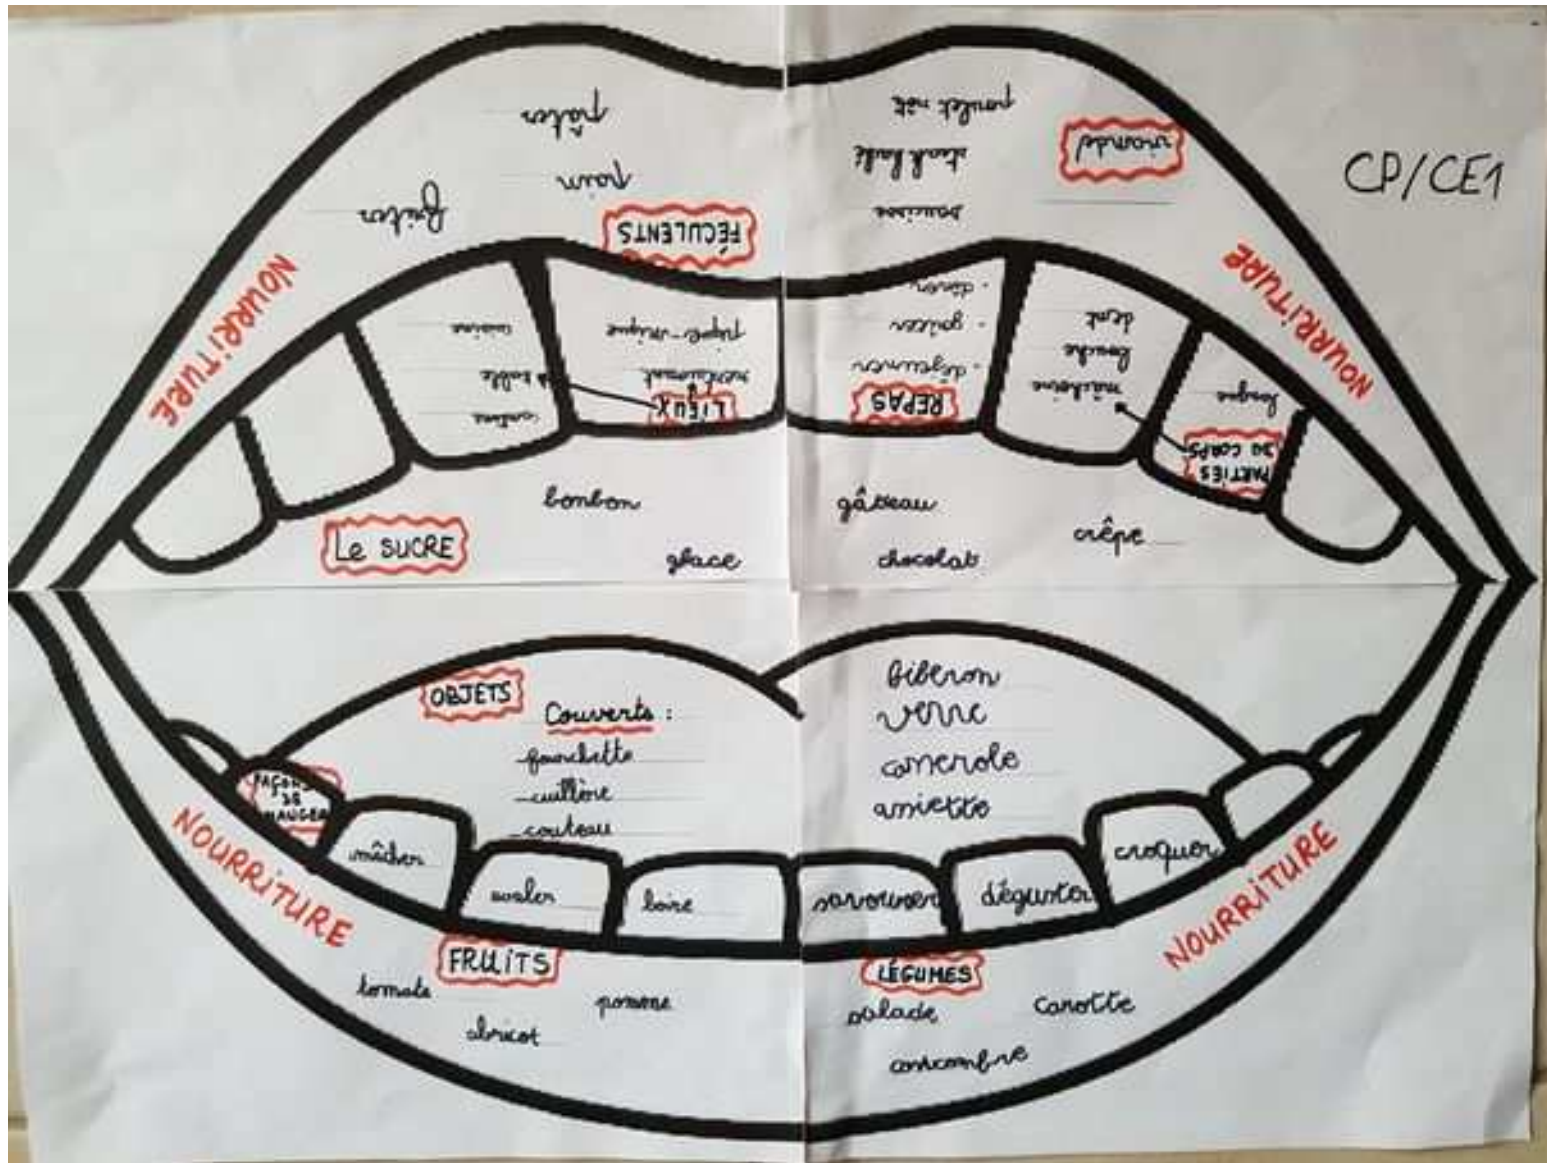 CP/CE1
NOURRITURE
NOURRITURE
pâtes
pain
frites
FÉCULENTS
viande
poulet rôti
steak haché
saucisse
LIEUX
restaurant
pique-nique
cantine
table
cuisine
REPAS
- déjeuner
- goûter
- dîner
PARTIES
DU CORPS
langue
mâchoire
bouche
dent
Le SUCRE
bonbon
glace
gâteau
chocolat
crêpe
OBJETS
Couverts :
- fourchette
- cuillère
- couteau
biberon
verre
casserole
assiette
FAÇONS
DE
MANGER
mâcher
avaler
boire
savourer
déguster
croquer
NOURRITURE
NOURRITURE
FRUITS
tomate
abricot
pomme
LÉGUMES
salade
carotte
concombre